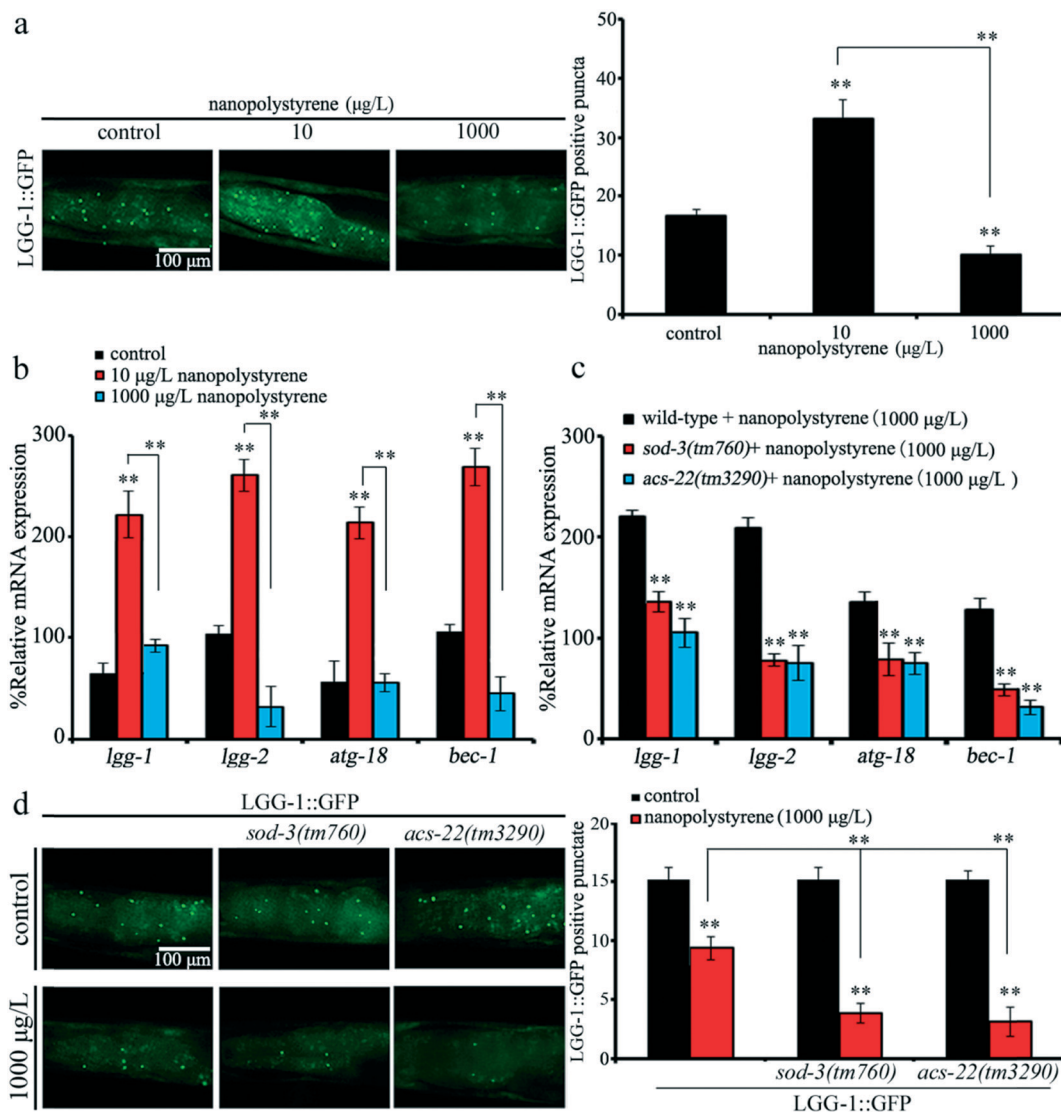 a
nanopolystyrene (µg/L)
control 10 1000
LGG-1::GFP
100 µm
LGG-1::GFP positive puncta
50
40
30
20
10
0
**
**
**
control 10 1000
nanopolystyrene (µg/L)
b
control
10 µg/L nanopolystyrene
1000 µg/L nanopolystyrene
%Relative mRNA expression
300
200
100
0
** ** ** **
** ** ** **
lgg-1 lgg-2 atg-18 bec-1
c
wild-type + nanopolystyrene (1000 µg/L)
sod-3(tm760)+ nanopolystyrene (1000 µg/L)
acs-22(tm3290)+ nanopolystyrene (1000 µg/L )
%Relative mRNA expression
300
200
100
0
** ** ** **
** ** ** **
lgg-1 lgg-2 atg-18 bec-1
d
LGG-1::GFP
sod-3(tm760) acs-22(tm3290)
control
100 µm
1000 µg/L
control
nanopolystyrene (1000 µg/L)
LGG-1::GFP positive punctate
20
15
10
5
0
** **
** ** **
sod-3(tm760) acs-22(tm3290)
LGG-1::GFP